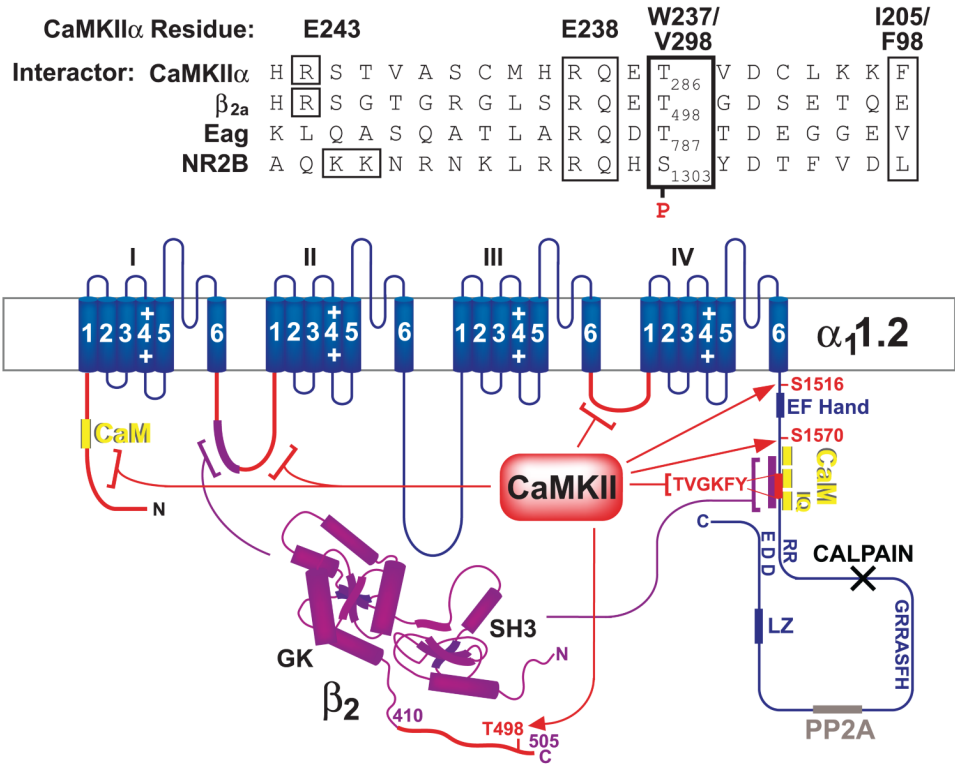 CaMKIIα Residue: E243 E238 W237/ V298 I205/ F98
Interactor: CaMKIIα H R S T V A S C M H R Q E T286 V D C L K K F
β2a H R S G T G R G L S R Q E T498 G D S E T Q E
Eag K L Q A S Q A T L A R Q D T787 T D E G G E V
NR2B A Q K K N R N K L R R Q H S1303 Y D T F V D L
P
I II III IV
1 2 3 +4+ 5 6 1 2 3 +4+ 5 6 1 2 3 +4+ 5 6 1 2 3 +4+ 5 6 α11.2
S1516
EF Hand
CaM
S1570
CaMKII
TVGKFY
CaM
IQ
N
C
EDD
RR
CALPAIN
SH3
LZ
GRRASFH
GK
N
β2
410
T498
505
C
PP2A